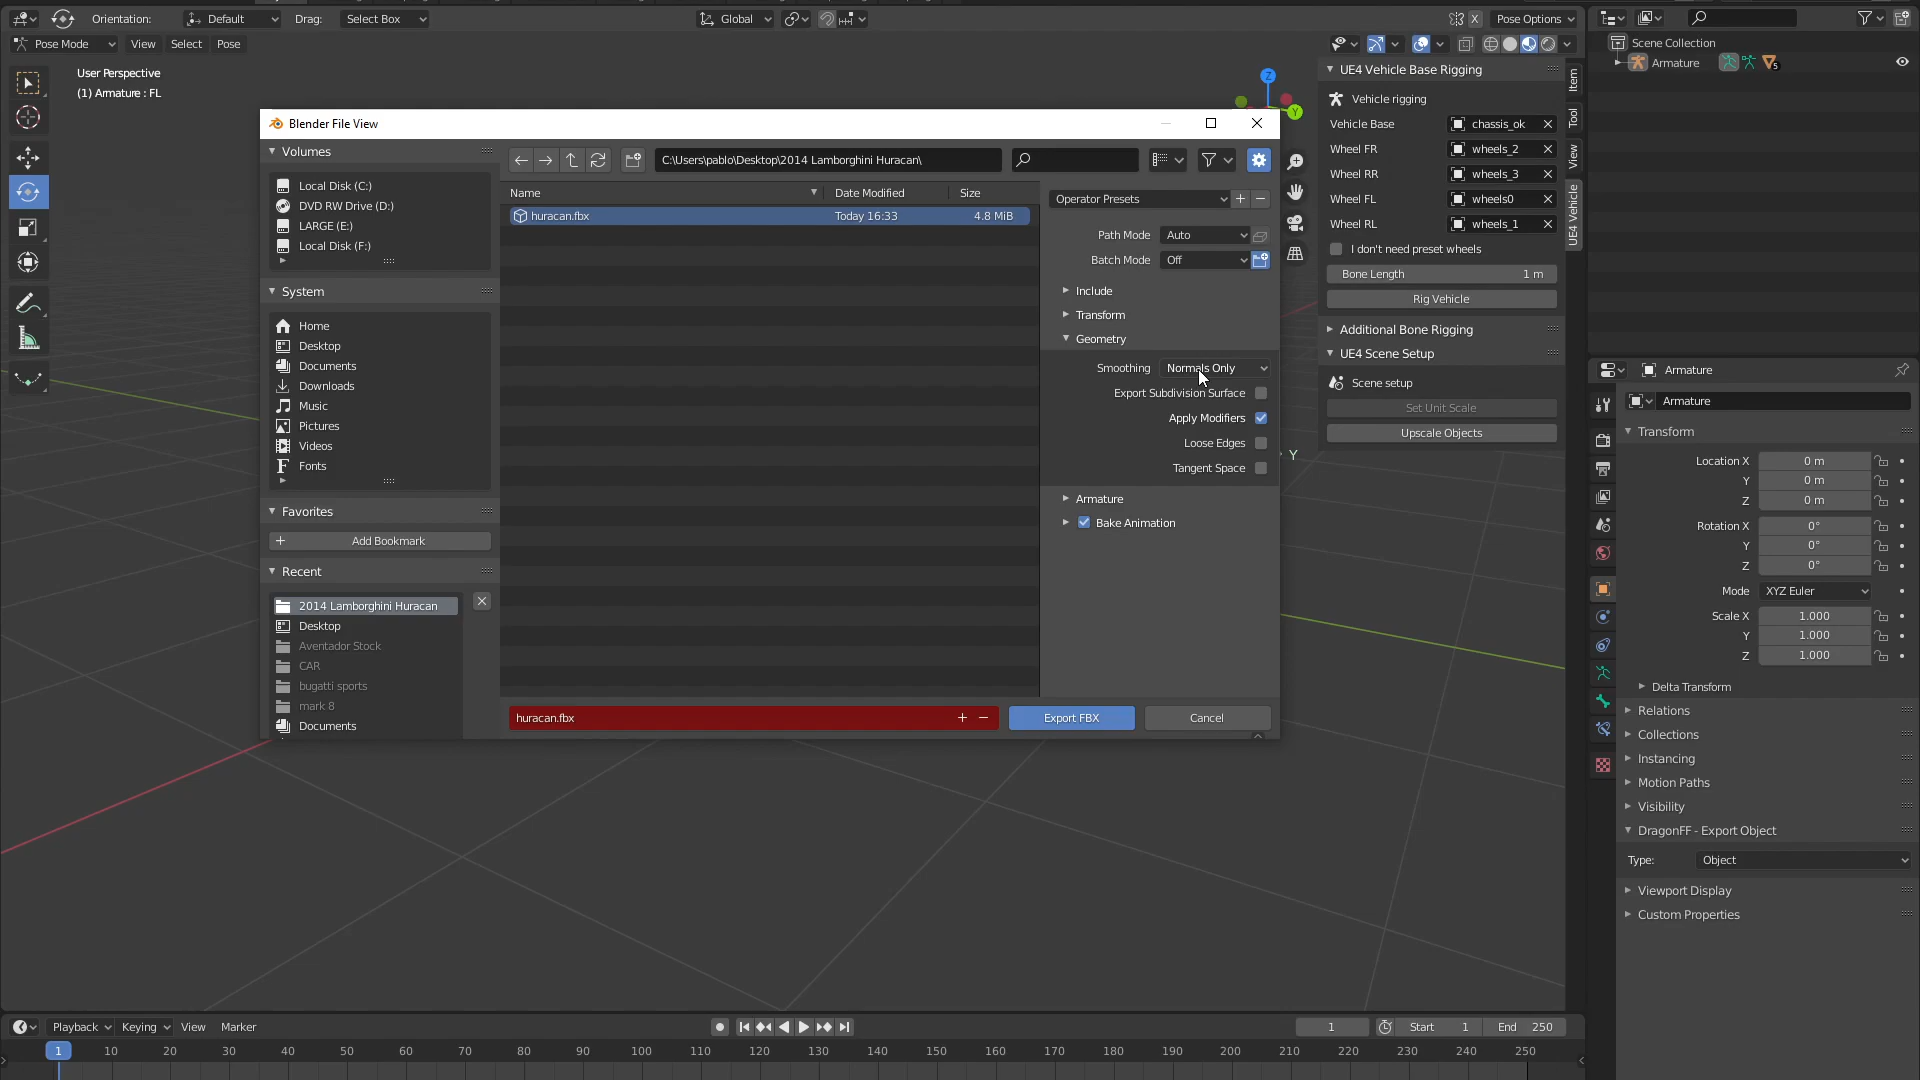 Orientation: Default Drag: Select Box Global X Pose Options
Pose Mode View Select Pose
User Perspective
(1) Armature : FL
Z
Y
Blender File View
Volumes
Local Disk (C:)
DVD RW Drive (D:)
LARGE (E:)
Local Disk (F:)
System
Home
Desktop
Documents
Downloads
Music
Pictures
Videos
Fonts
Favorites
Add Bookmark
Recent
2014 Lamborghini Huracan
Desktop
Aventador Stock
CAR
bugatti sports
mark 8
Documents
C:\Users\pablo\Desktop\2014 Lamborghini Huracan\
Name Date Modified Size
huracan.fbx Today 16:33 4.8 MiB
Operator Presets
Path Mode Auto
Batch Mode Off
Include
Transform
Geometry
Smoothing Normals Only
Export Subdivision Surface
Apply Modifiers
Loose Edges
Tangent Space
Armature
Bake Animation
huracan.fbx
Export FBX Cancel
Y
UE4 Vehicle Base Rigging
Vehicle rigging
Vehicle Base chassis_ok
Wheel FR wheels_2
Wheel RR wheels_3
Wheel FL wheels0
Wheel RL wheels_1
I don't need preset wheels
Bone Length 1 m
Rig Vehicle
Additional Bone Rigging
UE4 Scene Setup
Scene setup
Set Unit Scale
Upscale Objects
Item
Tool
View
UE4 Vehicle
Scene Collection
Armature 5
Armature
Armature
Transform
Location X 0 m
Y 0 m
Z 0 m
Rotation X 0°
Y 0°
Z 0°
Mode XYZ Euler
Scale X 1.000
Y 1.000
Z 1.000
Delta Transform
Relations
Collections
Instancing
Motion Paths
Visibility
DragonFF - Export Object
Type: Object
Viewport Display
Custom Properties
Playback Keying View Marker 1 Start 1 End 250
1 10 20 30 40 50 60 70 80 90 100 110 120 130 140 150 160 170 180 190 200 210 220 230 240 250